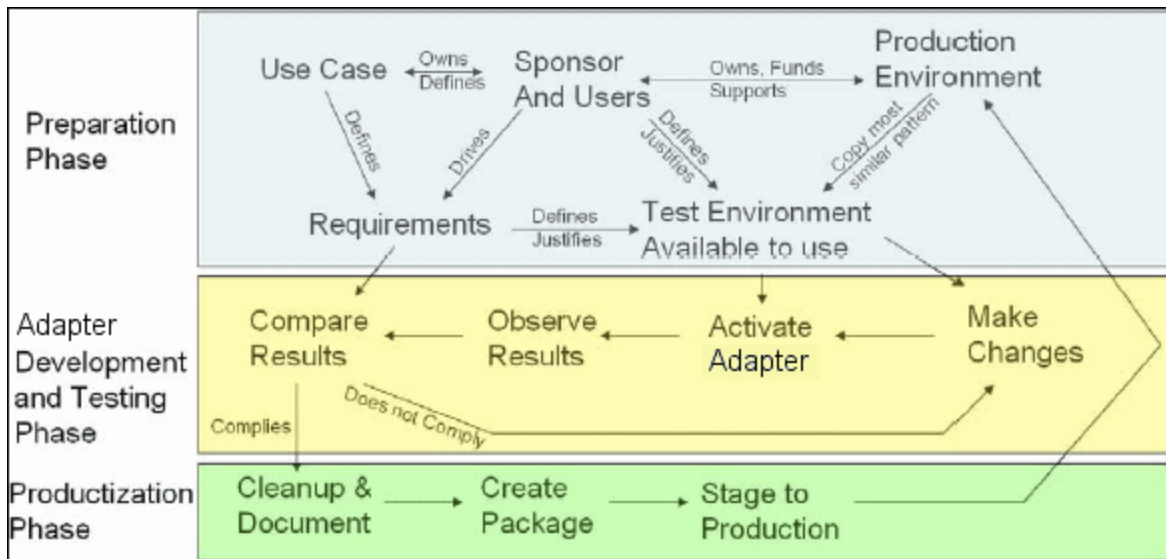 Preparation
Phase
Use Case
Owns
Defines
Sponsor
And Users
Owns, Funds
Supports
Production
Environment
Defines
Drives
Defines
Justifies
Copy most
similar pattern
Requirements
Defines
Justifies
Test Environment
Available to use
Adapter
Development
and Testing
Phase
Compare
Results
Observe
Results
Activate
Adapter
Make
Changes
Complies
Does not Comply
Productization
Phase
Cleanup &
Document
Create
Package
Stage to
Production